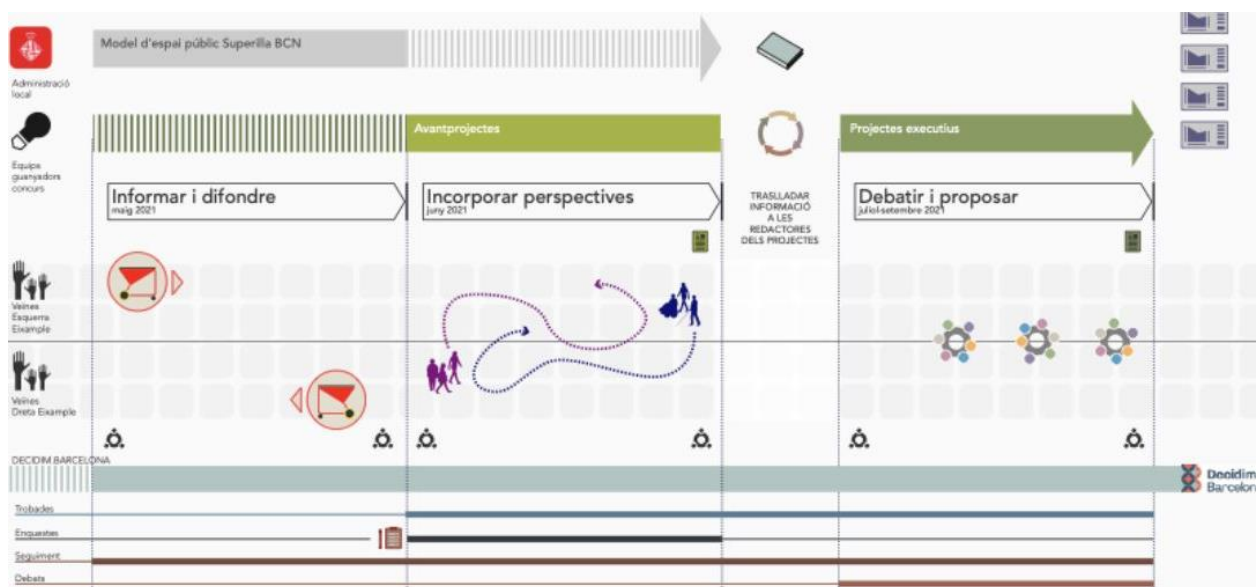 Model d'espai públic Superilla BCN
Administració
local
Avantprojectes
Projectes executius
Equips
guanyadors
concurs
Informar i difondre
maig 2021
Incorporar perspectives
juny 2021
TRASLLADAR
INFORMACIÓ
A LES
REDACTORES
DELS PROJECTES
Debatir i proposar
juliol-setembre 2021
Veïnes
Esquerra
Eixample
Veïnes
Dreta Eixample
DECIDIM.BARCELONA
Decidim
Barcelon
Trobades
Enquestes
Seguiment
Debats